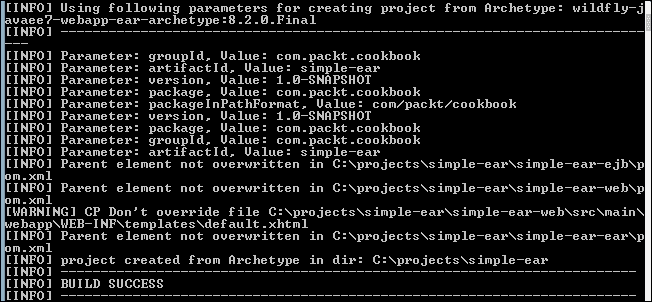 [INFO] Using following parameters for creating project from Archetype: wildfly-j
avaee7-webapp-ear-archetype:8.2.0.Final
[INFO] ------------------------------------------------------------------------
---
[INFO] Parameter: groupId, Value: com.packt.cookbook
[INFO] Parameter: artifactId, Value: simple-ear
[INFO] Parameter: version, Value: 1.0-SNAPSHOT
[INFO] Parameter: package, Value: com.packt.cookbook
[INFO] Parameter: packageInPathFormat, Value: com/packt/cookbook
[INFO] Parameter: version, Value: 1.0-SNAPSHOT
[INFO] Parameter: package, Value: com.packt.cookbook
[INFO] Parameter: groupId, Value: com.packt.cookbook
[INFO] Parameter: artifactId, Value: simple-ear
[INFO] Parent element not overwritten in C:\projects\simple-ear\simple-ear-ejb\p
om.xml
[INFO] Parent element not overwritten in C:\projects\simple-ear\simple-ear-web\p
om.xml
[WARNING] CP Don't override file C:\projects\simple-ear\simple-ear-web\src\main\
webapp\WEB-INF\templates\default.xhtml
[INFO] Parent element not overwritten in C:\projects\simple-ear\simple-ear-ear\p
om.xml
[INFO] project created from Archetype in dir: C:\projects\simple-ear
[INFO] ------------------------------------------------------------------------
[INFO] BUILD SUCCESS
[INFO] ------------------------------------------------------------------------